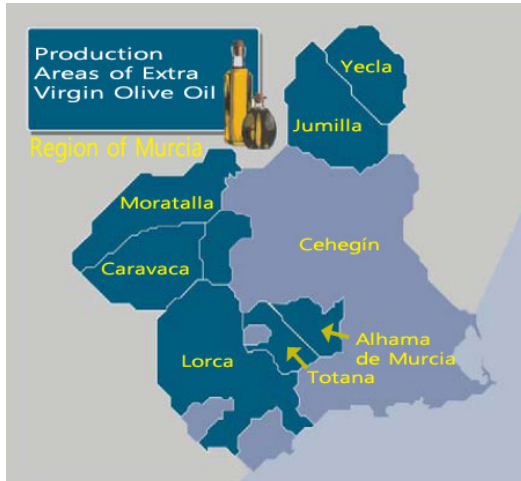 Production
Areas of Extra
Virgin Olive Oil
Region of Murcia
Yecla
Jumilla
Moratalla
Cehegín
Caravaca
Alhama
de Murcia
Lorca
Totana